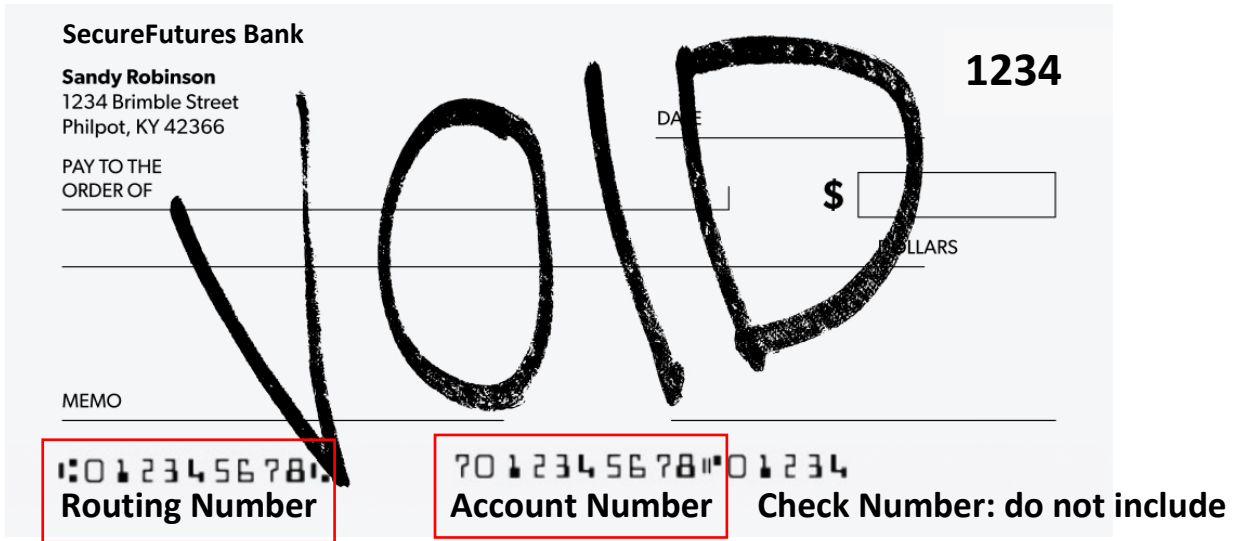 SecureFutures Bank
Sandy Robinson
1234 Brimble Street
Philpot, KY 42366
1234
DATE
PAY TO THE
ORDER OF
$
DOLLARS
VOID
MEMO
⑆012345678⑆ 7012345678⑈01234
Routing Number Account Number Check Number: do not include